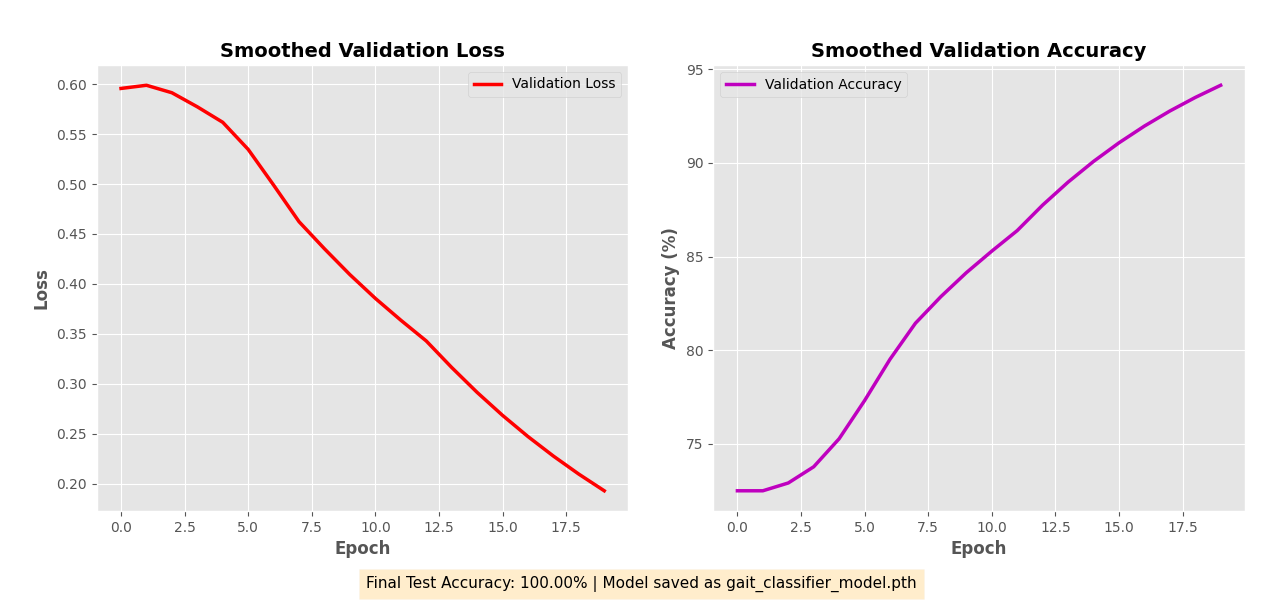 Smoothed Validation Loss
Validation Loss
0.60
0.55
0.50
0.45
0.40
0.35
0.30
0.25
0.20
Loss
0.0 2.5 5.0 7.5 10.0 12.5 15.0 17.5
Epoch
Smoothed Validation Accuracy
Validation Accuracy
95
90
85
80
75
Accuracy (%)
0.0 2.5 5.0 7.5 10.0 12.5 15.0 17.5
Epoch
Final Test Accuracy: 100.00% | Model saved as gait_classifier_model.pth